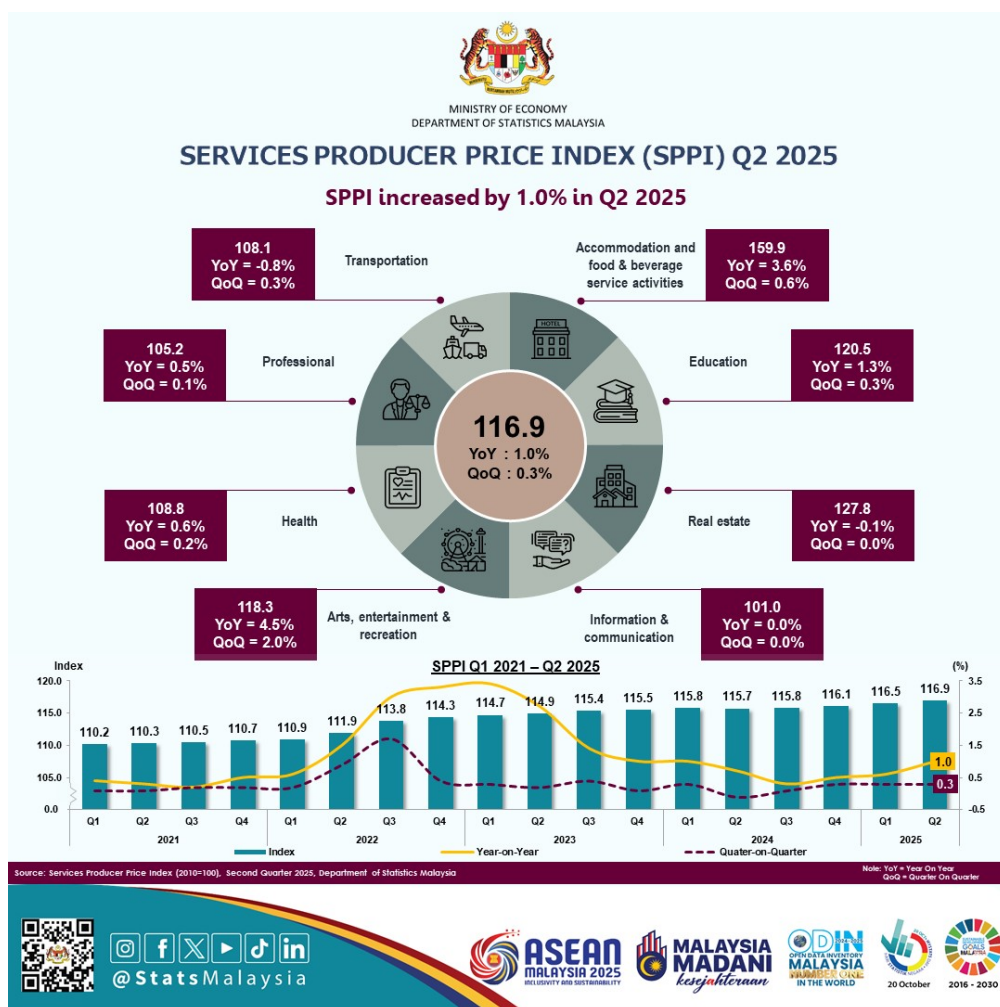 MINISTRY OF ECONOMY
DEPARTMENT OF STATISTICS MALAYSIA
SERVICES PRODUCER PRICE INDEX (SPPI) Q2 2025
SPPI increased by 1.0% in Q2 2025
108.1
YoY = -0.8%
QoQ = 0.3%
Transportation
Accommodation and
food & beverage
service activities
159.9
YoY = 3.6%
QoQ = 0.6%
HOTEL
105.2
YoY = 0.5%
QoQ = 0.1%
Professional
Education
120.5
YoY = 1.3%
QoQ = 0.3%
116.9
YoY : 1.0%
QoQ : 0.3%
108.8
YoY = 0.6%
QoQ = 0.2%
Health
Real estate
127.8
YoY = -0.1%
QoQ = 0.0%
118.3
YoY = 4.5%
QoQ = 2.0%
Arts, entertainment &
recreation
Information &
communication
101.0
YoY = 0.0%
QoQ = 0.0%
SPPI Q1 2021 – Q2 2025
Index
(%)
120.0
115.0
110.0
105.0
0.0
110.2 110.3 110.5 110.7 110.9 111.9 113.8 114.3 114.7 114.9 115.4 115.5 115.8 115.7 115.8 116.1 116.5 116.9
3.5
2.5
1.5
0.5
-0.5
1.0
0.3
Q1 Q2 Q3 Q4 Q1 Q2 Q3 Q4 Q1 Q2 Q3 Q4 Q1 Q2 Q3 Q4 Q1 Q2
2021 2022 2023 2024 2025
Index Year-on-Year Quater-on-Quarter
Source: Services Producer Price Index (2010=100), Second Quarter 2025, Department of Statistics Malaysia
Note: YoY = Year On Year
QoQ = Quarter On Quarter
@StatsMalaysia
ASEAN
MALAYSIA 2025
INCLUSIVITY AND SUSTAINABILITY
MALAYSIA
MADANI
kesejahteraan
ODIN
OPEN DATA INVENTORY
MALAYSIA
NUMBER ONE
IN THE WORLD
20 October
SUSTAINABLE
DEVELOPMENT
GOALS
MALAYSIA
2016 - 2030